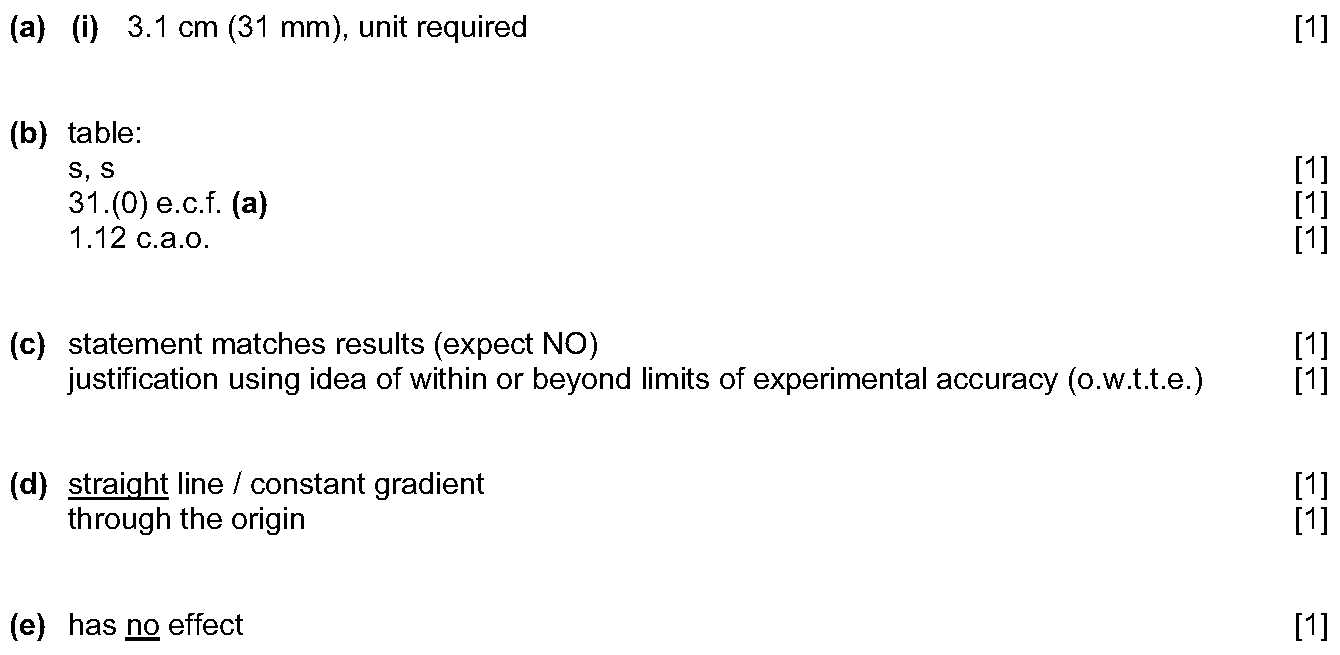 (a) (i) 3.1 cm (31 mm), unit required [1]
(b) table:
s, s [1]
31.(0) e.c.f. (a) [1]
1.12 c.a.o. [1]
(c) statement matches results (expect NO) [1]
justification using idea of within or beyond limits of experimental accuracy (o.w.t.t.e.) [1]
(d) straight line / constant gradient [1]
through the origin [1]
(e) has no effect [1]